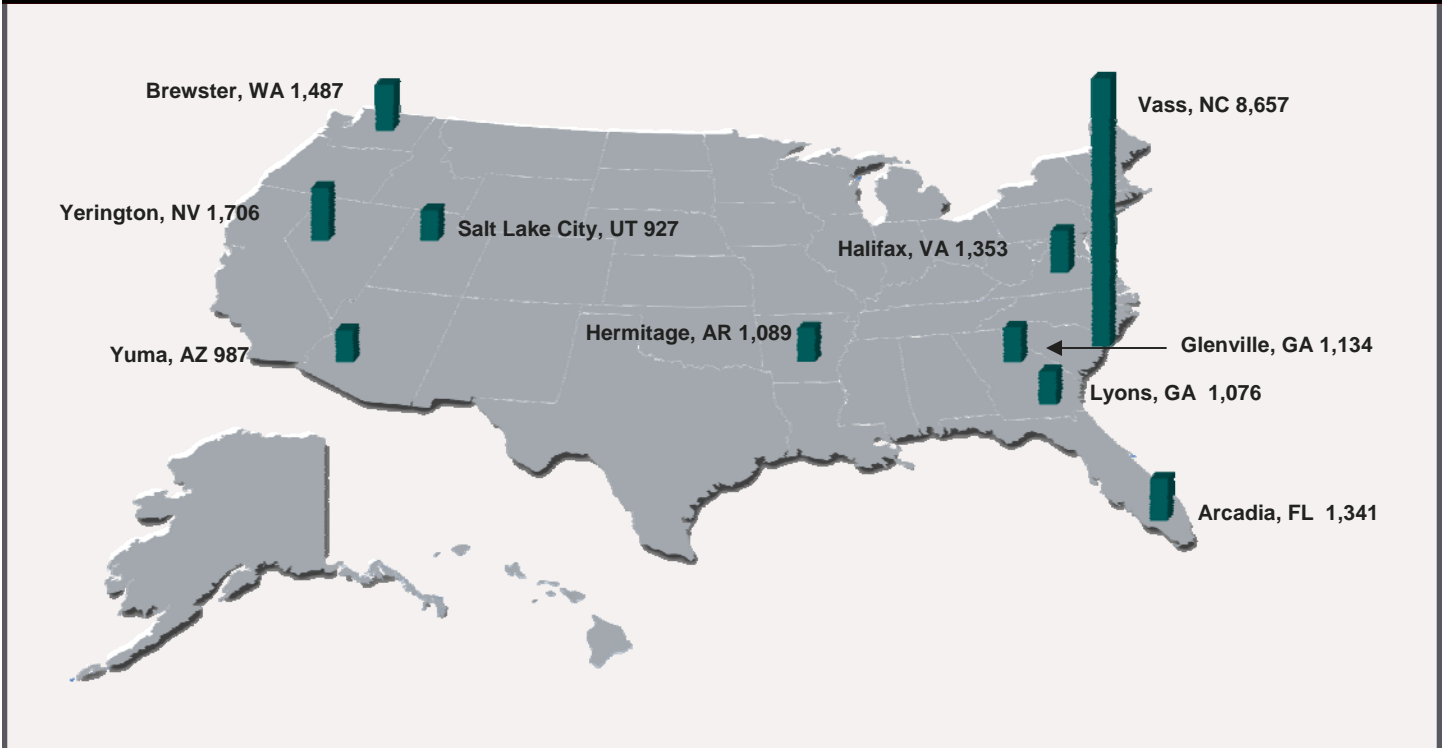 Brewster, WA 1,487
Vass, NC 8,657
Yerington, NV 1,706
Salt Lake City, UT 927
Halifax, VA 1,353
Hermitage, AR 1,089
Glenville, GA 1,134
Yuma, AZ 987
Lyons, GA 1,076
Arcadia, FL 1,341